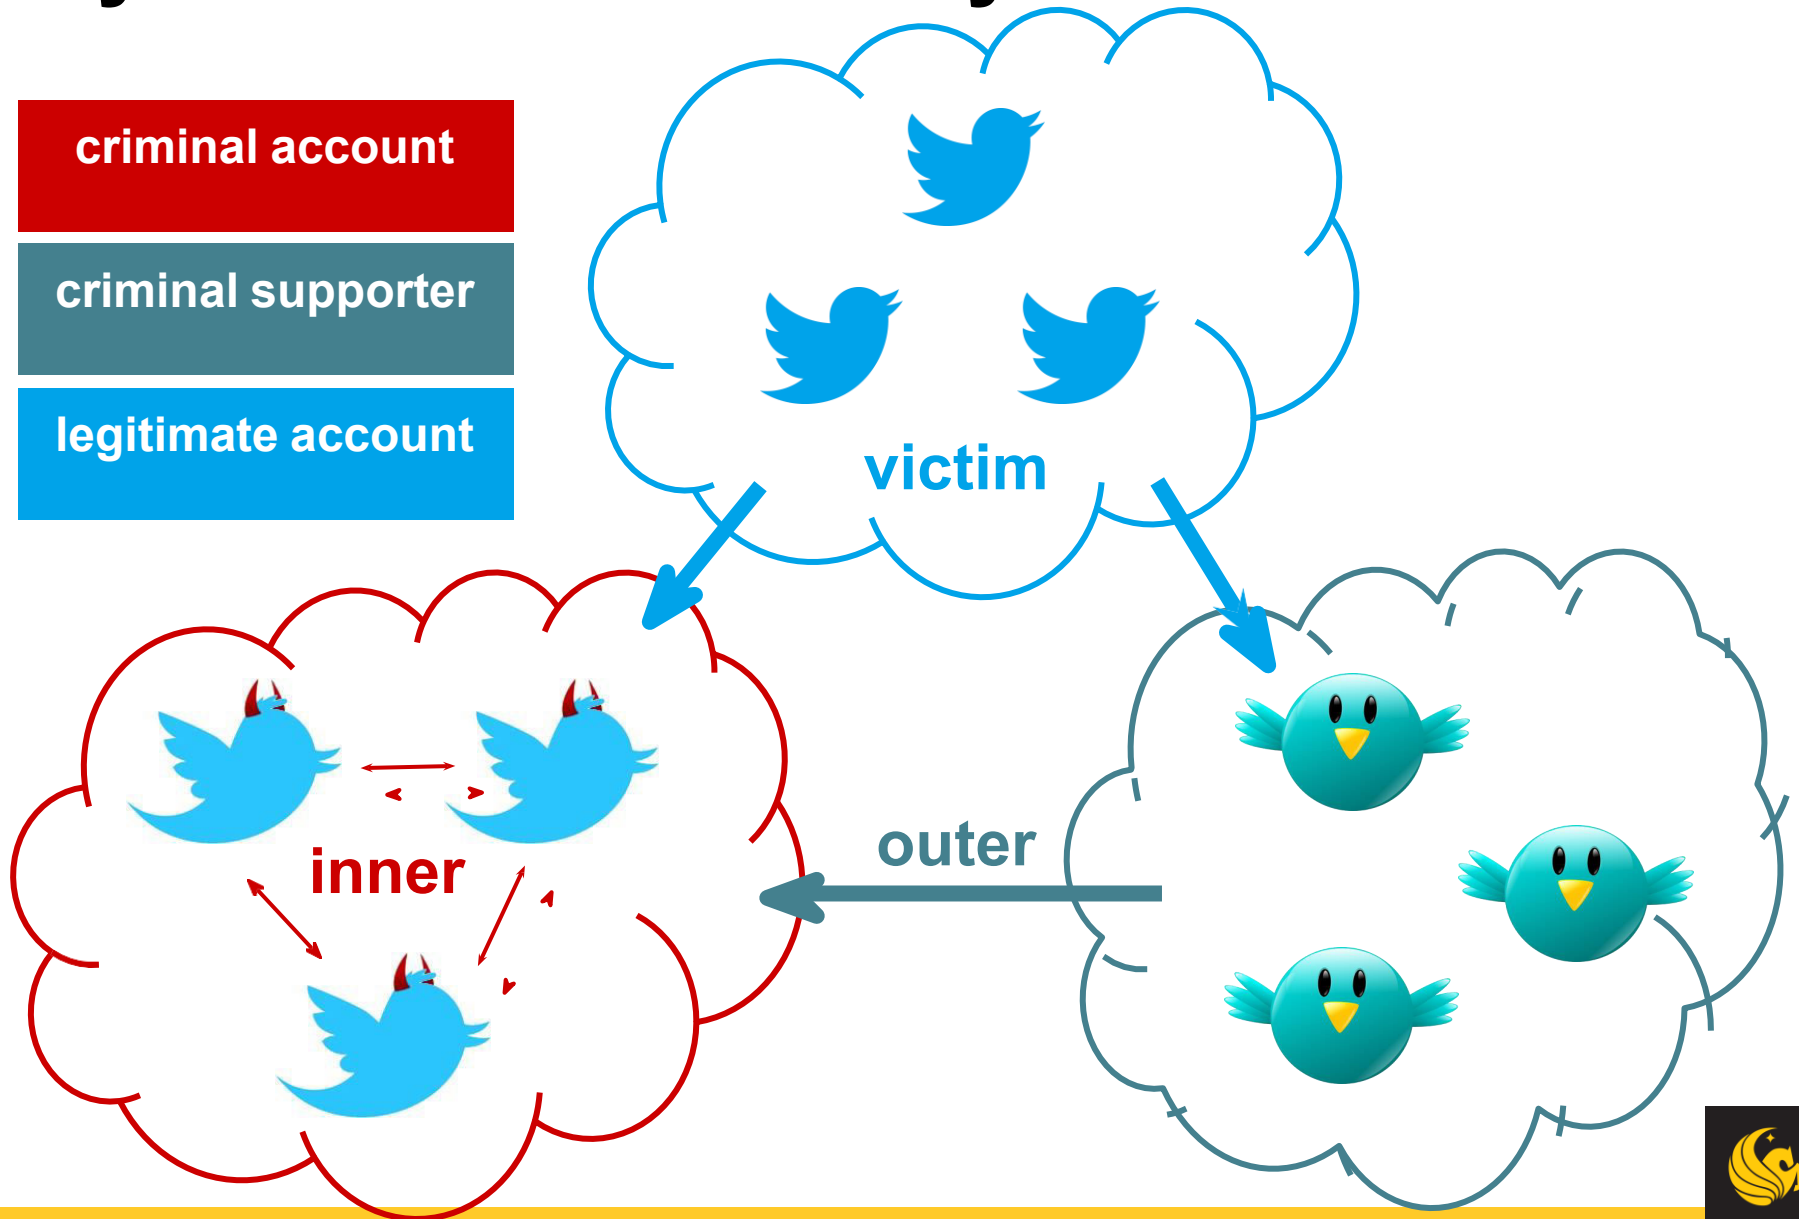 criminal account
criminal supporter
legitimate account
victim
outer
inner